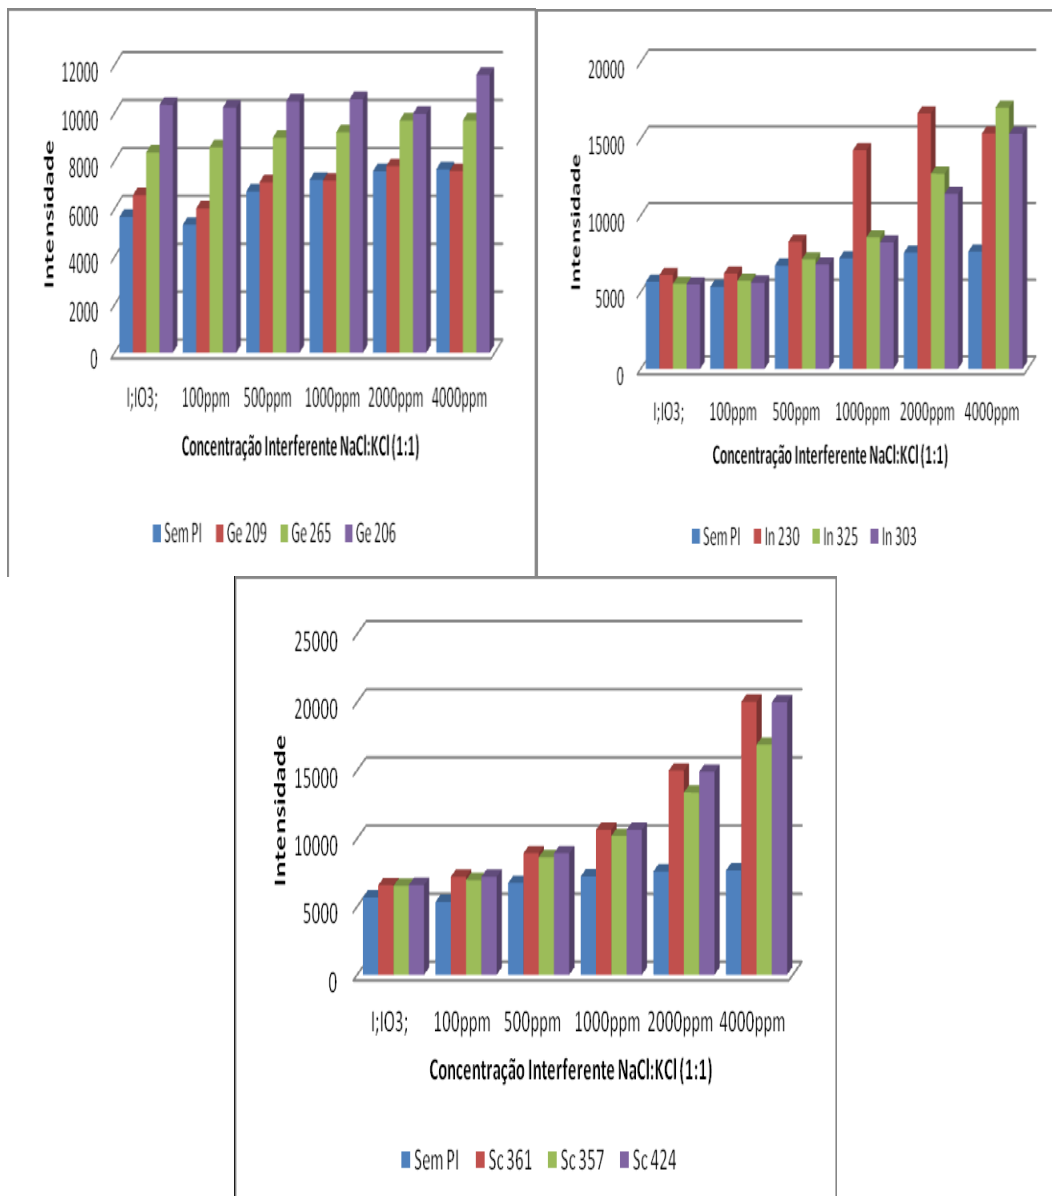 Intensidade
12000
10000
8000
6000
4000
2000
0
I;IO3; 100ppm 500ppm 1000ppm 2000ppm 4000ppm
Concentração Interferente NaCl:KCl (1:1)
Sem PI Ge 209 Ge 265 Ge 206
Intensidade
20000
15000
10000
5000
0
I;IO3; 100ppm 500ppm 1000ppm 2000ppm 4000ppm
Concentração Interferente NaCl:KCl (1:1)
Sem PI In 230 In 325 In 303
Intensidade
25000
20000
15000
10000
5000
0
I;IO3; 100ppm 500ppm 1000ppm 2000ppm 4000ppm
Concentração Interferente NaCl:KCl (1:1)
Sem PI Sc 361 Sc 357 Sc 424